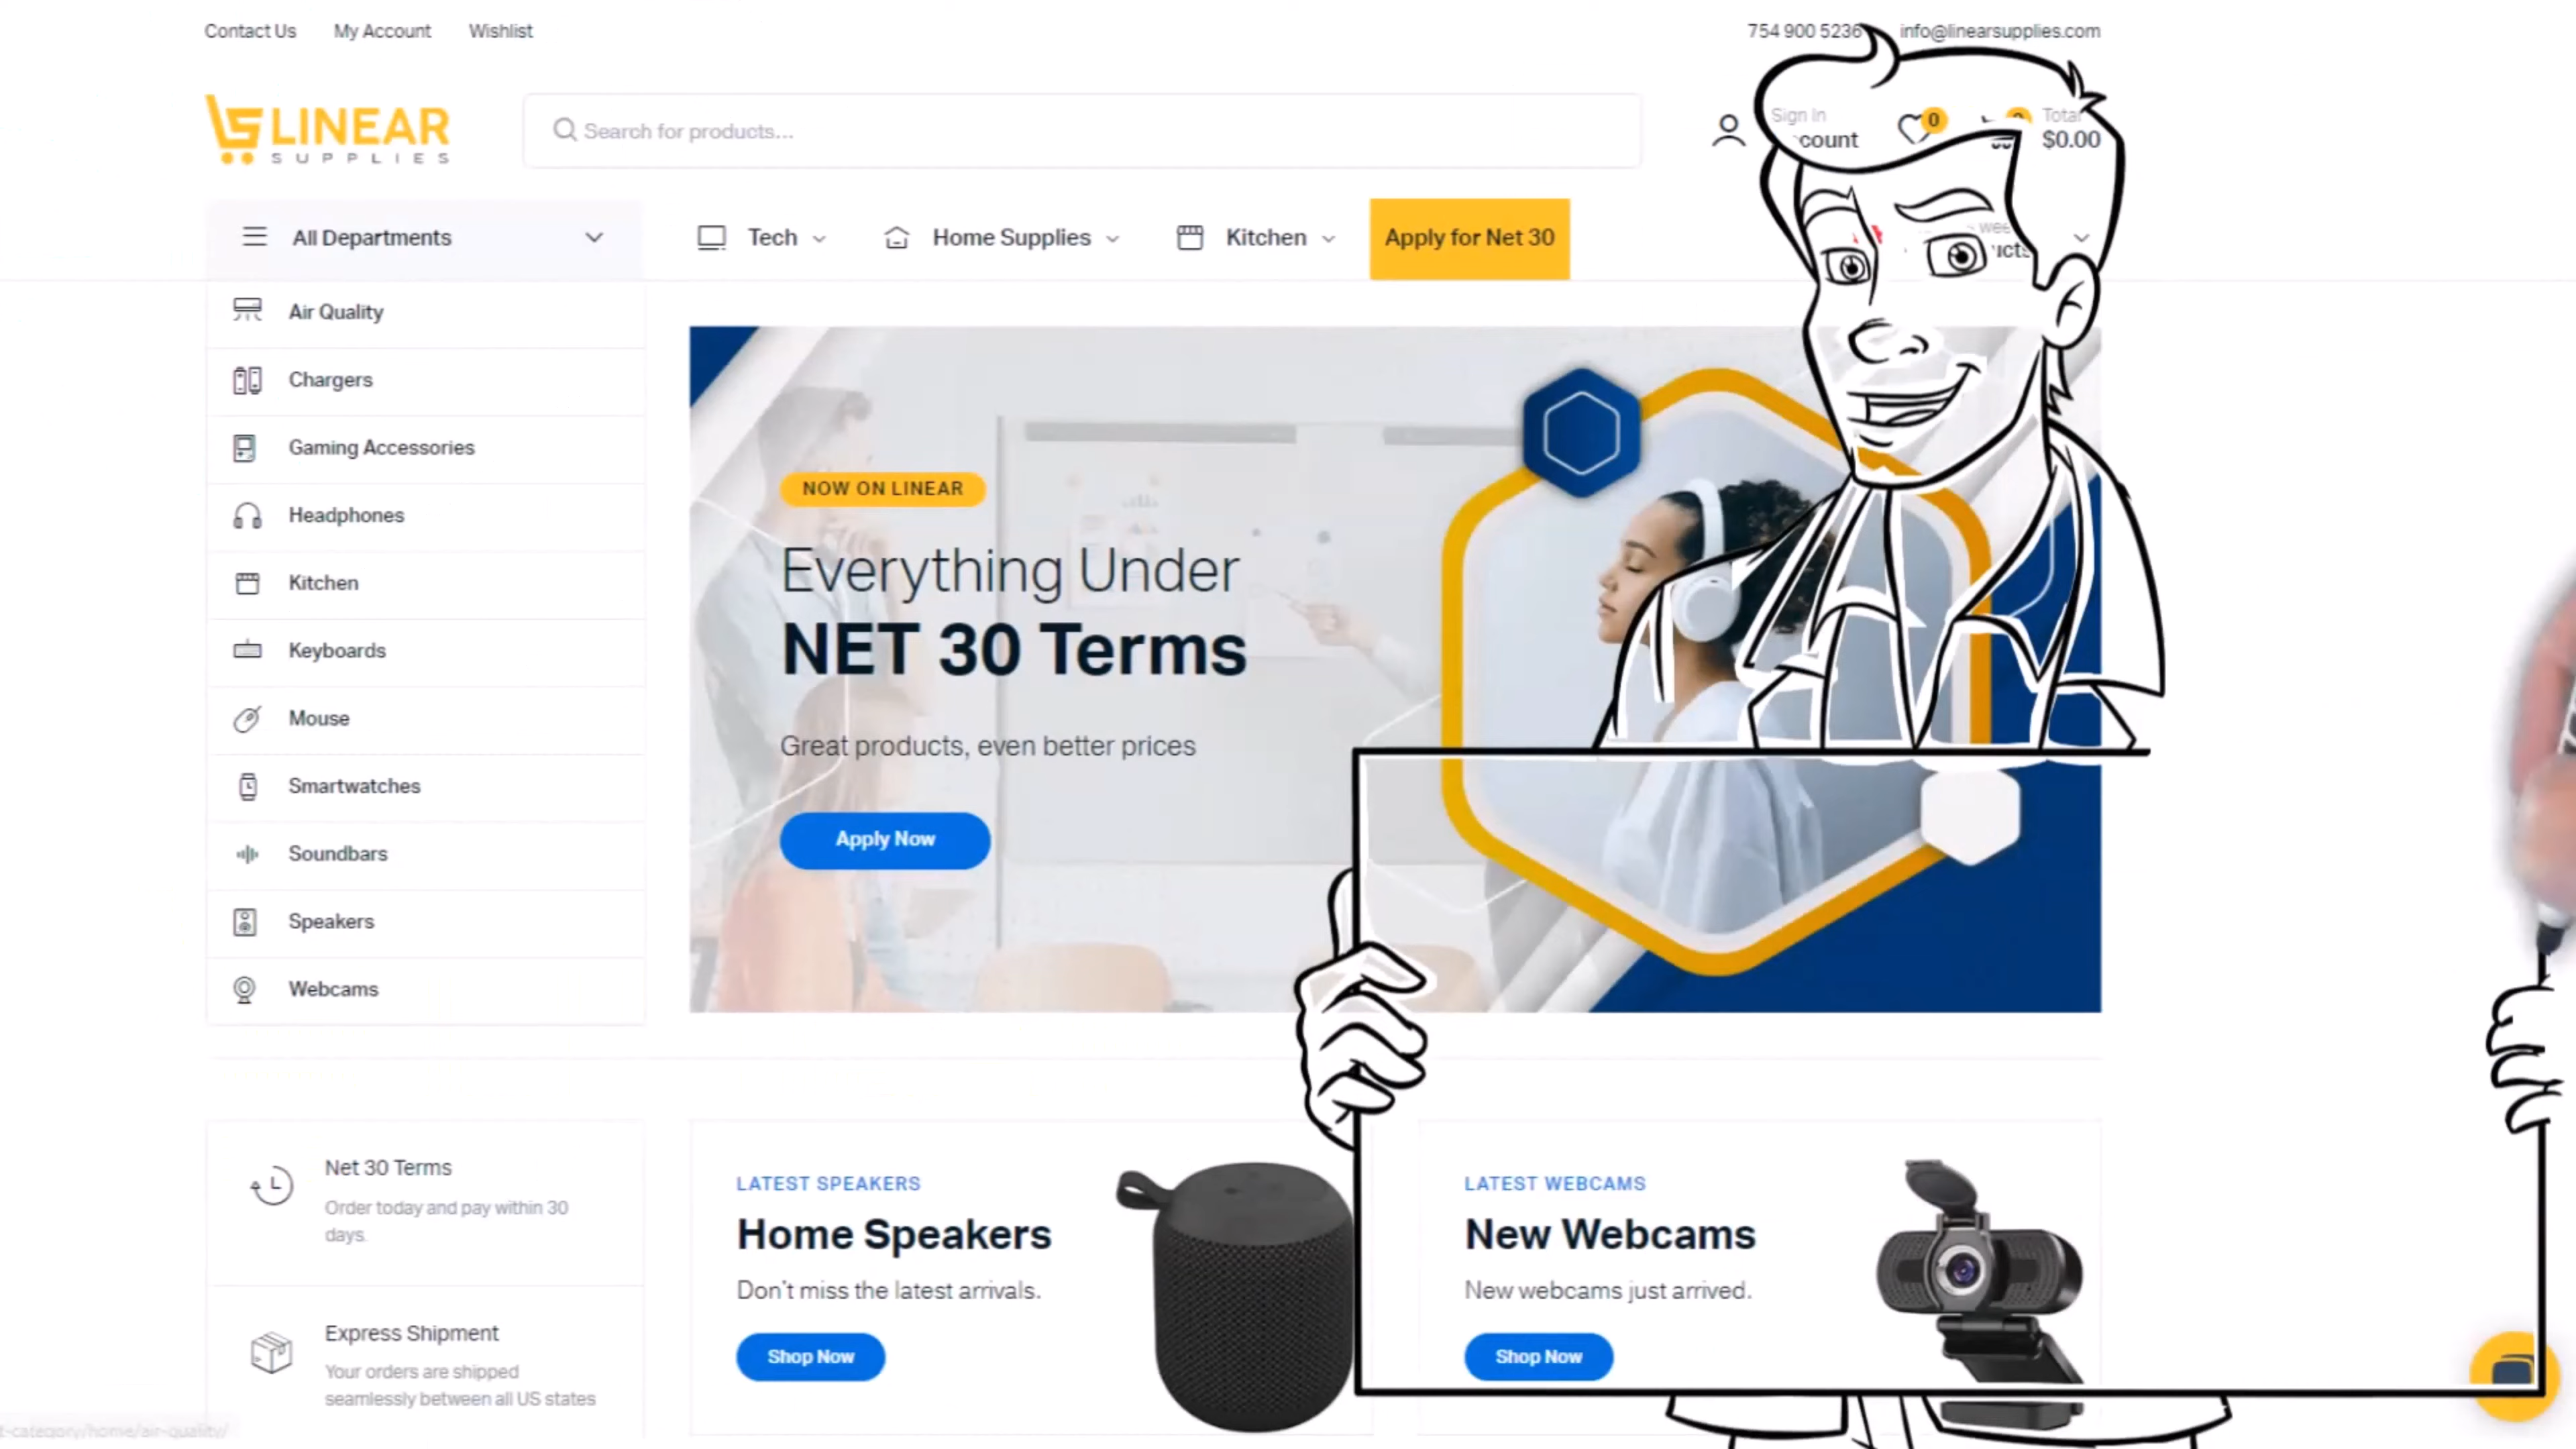 Contact Us My Account Wishlist 754 900 5236 info@linearsupplies.com
LINEAR
SUPPLIES
Search for products...
Sign In
count
0
Total
$0.00
All Departments
Tech
Home Supplies
Kitchen
Apply for Net 30
Air Quality
Chargers
Gaming Accessories
Headphones
Kitchen
Keyboards
Mouse
Smartwatches
Soundbars
Speakers
Webcams
NOW ON LINEAR
Everything Under
NET 30 Terms
Great products, even better prices
Apply Now
Net 30 Terms
Order today and pay within 30
days.
Express Shipment
Your orders are shipped
seamlessly between all US states
LATEST SPEAKERS
Home Speakers
Don't miss the latest arrivals.
Shop Now
LATEST WEBCAMS
New Webcams
New webcams just arrived.
Shop Now
t-category/home/air-quality/